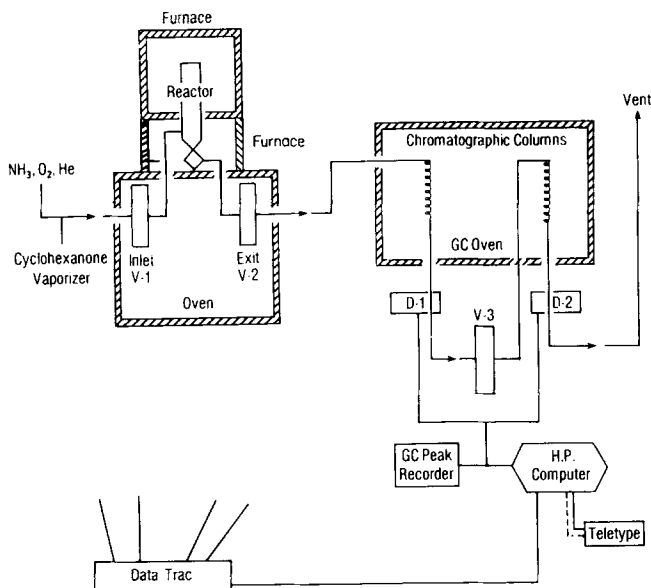 Furnace
Reactor
Furnace
NH₃, O₂, He
Cyclohexanone
Vaporizer
Inlet
V-1
Exit
V-2
Oven
Vent
Chromatographic Columns
GC Oven
D-1
V-3
D-2
GC Peak
Recorder
H.P.
Computer
Teletype
Data Trac